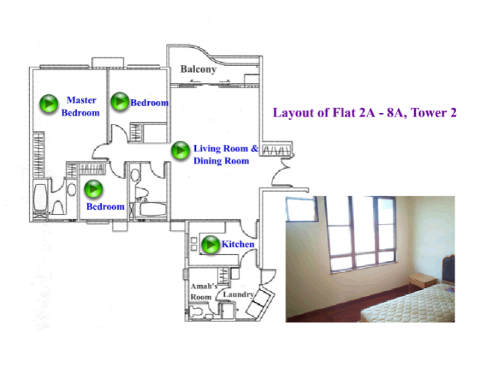 Balcony
Master
Bedroom
Bedroom
Layout of Flat 2A - 8A, Tower 2
Living Room &
Dining Room
Bedroom
Kitchen
Amah's
Room
Laundry